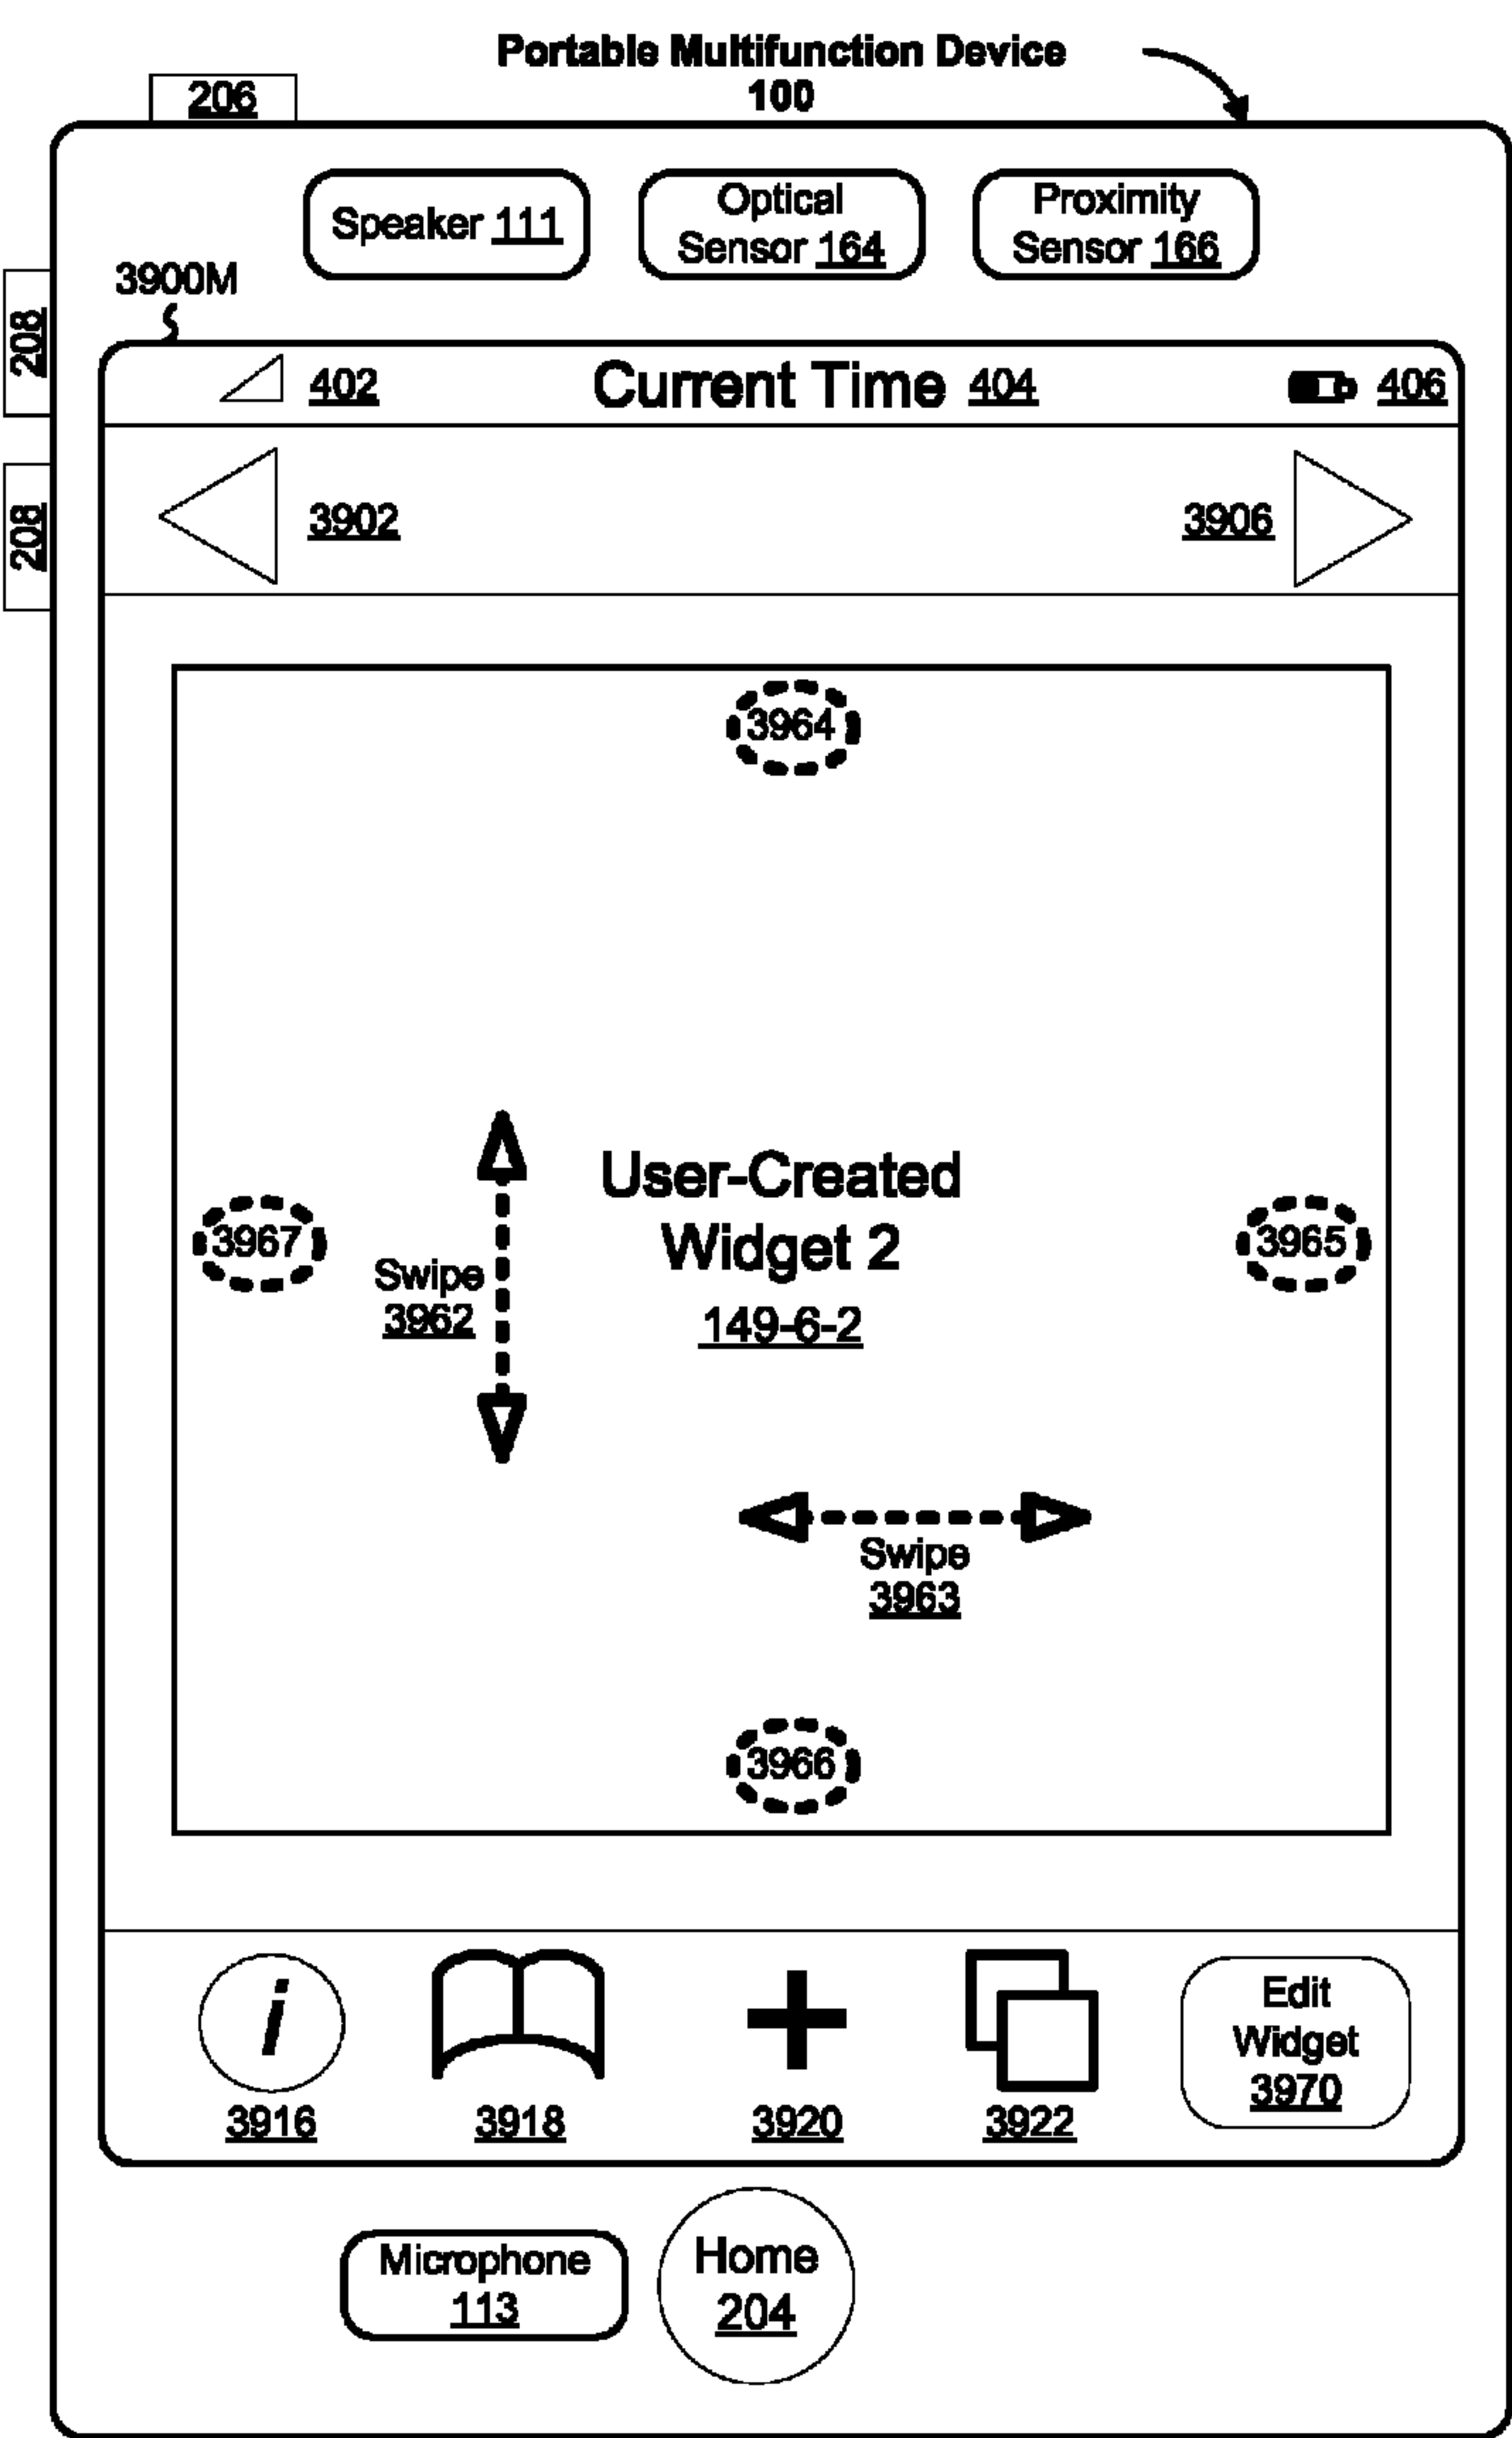 Portable Multifunction Device
100
206
Speaker 111
Optical
Sensor 164
Proximity
Sensor 166
3900M
208
208
402
Current Time 404
406
3902
3906
3964
User-Created
Widget 2
149-6-2
3967
3965
Swipe
3962
Swipe
3963
3966
i
3916
3918
3920
3922
Edit
Widget
3970
Microphone
113
Home
204